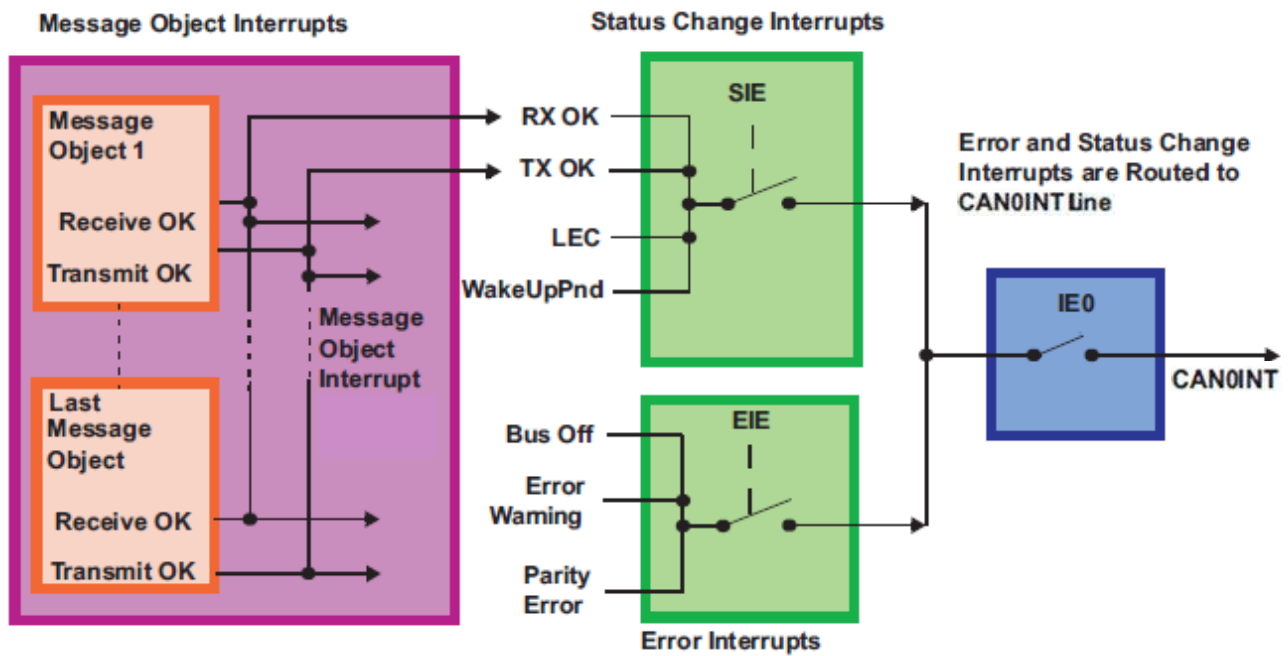 Message Object Interrupts
Status Change Interrupts
Message
Object 1
Receive OK
Transmit OK
Message
Object
Interrupt
Last
Message
Object
Receive OK
Transmit OK
RX OK
TX OK
LEC
WakeUpPnd
SIE
Bus Off
Error
Warning
Parity
Error
EIE
Error Interrupts
Error and Status Change
Interrupts are Routed to
CAN0INT Line
IE0
CAN0INT